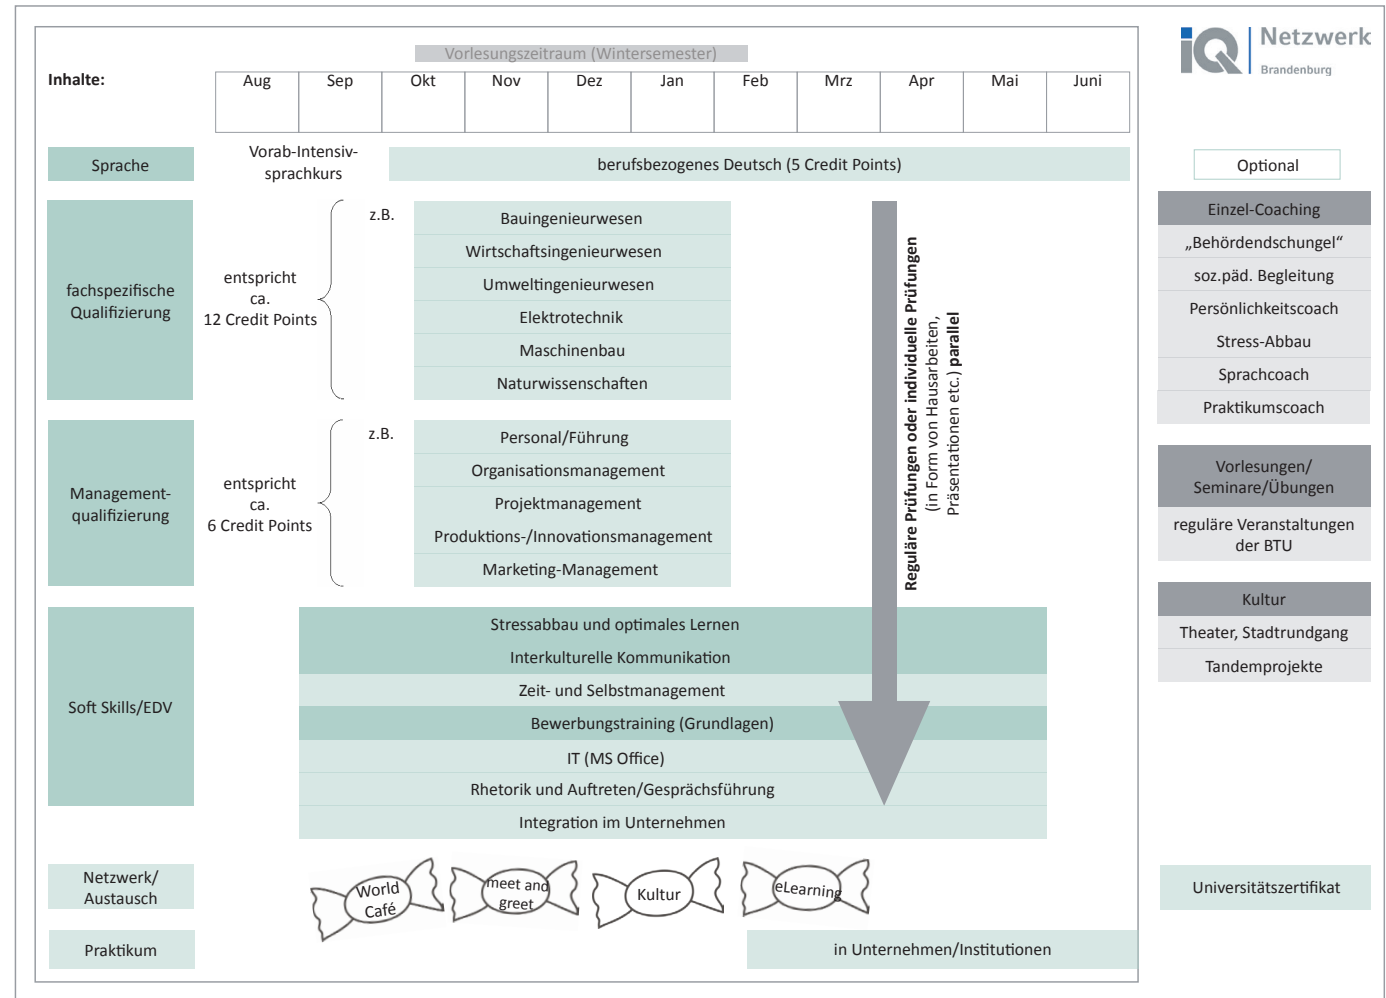 Vorlesungszeitraum (Wintersemester)
Inhalte:
Aug
Sep
Okt
Nov
Dez
Jan
Feb
Mrz
Apr
Mai
Juni
Sprache
Vorab-Intensiv-
sprachkurs
berufsbezogenes Deutsch (5 Credit Points)
fachspezifische
Qualifizierung
entspricht
ca.
12 Credit Points
z.B.
Bauingenieurwesen
Wirtschaftsingenieurwesen
Umweltingenieurwesen
Elektrotechnik
Maschinenbau
Naturwissenschaften
Management-
qualifizierung
entspricht
ca.
6 Credit Points
z.B.
Personal/Führung
Organisationsmanagement
Projektmanagement
Produktions-/Innovationsmanagement
Marketing-Management
Reguläre Prüfungen oder individuelle Prüfungen
(in Form von Hausarbeiten,
Präsentationen etc.) parallel
Soft Skills/EDV
Stressabbau und optimales Lernen
Interkulturelle Kommunikation
Zeit- und Selbstmanagement
Bewerbungstraining (Grundlagen)
IT (MS Office)
Rhetorik und Auftreten/Gesprächsführung
Integration im Unternehmen
Netzwerk/
Austausch
World
Café
meet and
greet
Kultur
eLearning
Praktikum
in Unternehmen/Institutionen
iQ
Netzwerk
Brandenburg
Optional
Einzel-Coaching
„Behördendschungel“
soz.päd. Begleitung
Persönlichkeitscoach
Stress-Abbau
Sprachcoach
Praktikumscoach
Vorlesungen/
Seminare/Übungen
reguläre Veranstaltungen
der BTU
Kultur
Theater, Stadtrundgang
Tandemprojekte
Universitätszertifikat